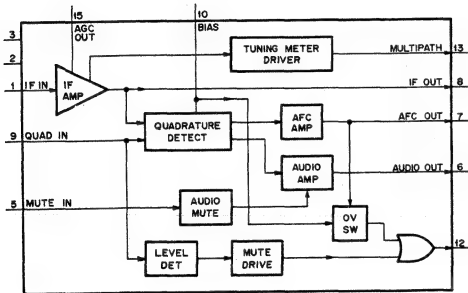 15
AGC
OUT
10
BIAS
3
2
TUNING METER
DRIVER
MULTIPATH
13
1
IF IN
IF
AMP
IF OUT
8
QUADRATURE
DETECT
AFC
AMP
AFC OUT
7
9
QUAD IN
AUDIO
AMP
AUDIO OUT
6
5
MUTE IN
AUDIO
MUTE
OV
SW
12
LEVEL
DET
MUTE
DRIVE